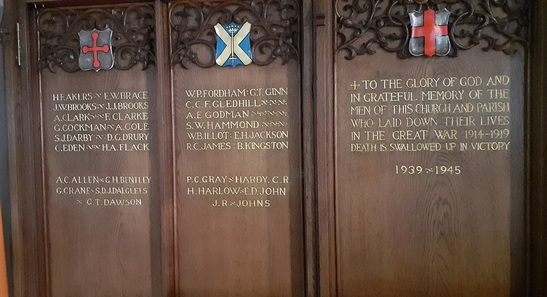 H.F.AKERS E.W.BRACE
J.W.BROOKS J.J.BROOKS
A.CLARK F.CLARKE
G.COCKMAN A.COLE
S.J.DARBY D.G.DRURY
C.EDEN H.A.FLACK
A.C.ALLEN G.H.BENTLEY
G.CRANE S.D.J.DALGLEIS
G.T.DAWSON
W.P.FORDHAM C.T.GINN
C.C.F.GLEDHILL
A.E.GODMAN
S.W.HAMMOND
W.B.ILLOT E.H.JACKSON
R.C.JAMES B.KINGSTON
P.C.GRAY HARDY, C.R
H.HARLOW E.D.JOHN
J.R JOHNS
+ TO THE GLORY OF GOD AND
IN GRATEFUL MEMORY OF THE
MEN OF THIS CHURCH AND PARISH
WHO LAID DOWN THEIR LIVES
IN THE GREAT WAR 1914-1919
DEATH IS SWALLOWED UP IN VICTORY
1939 1945